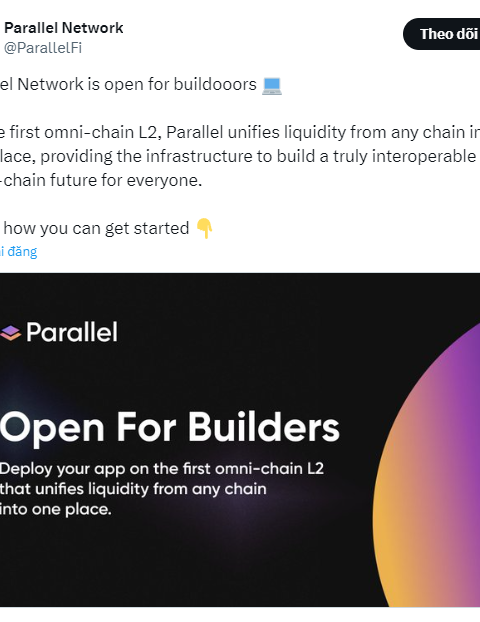 Parallel Network
@ParallelFi
Theo dõi
el Network is open for buildooors 💻
e first omni-chain L2, Parallel unifies liquidity from any chain in
lace, providing the infrastructure to build a truly interoperable
-chain future for everyone.
how you can get started 👇
i đăng
Parallel
Open For Builders
Deploy your app on the first omni-chain L2
that unifies liquidity from any chain
into one place.